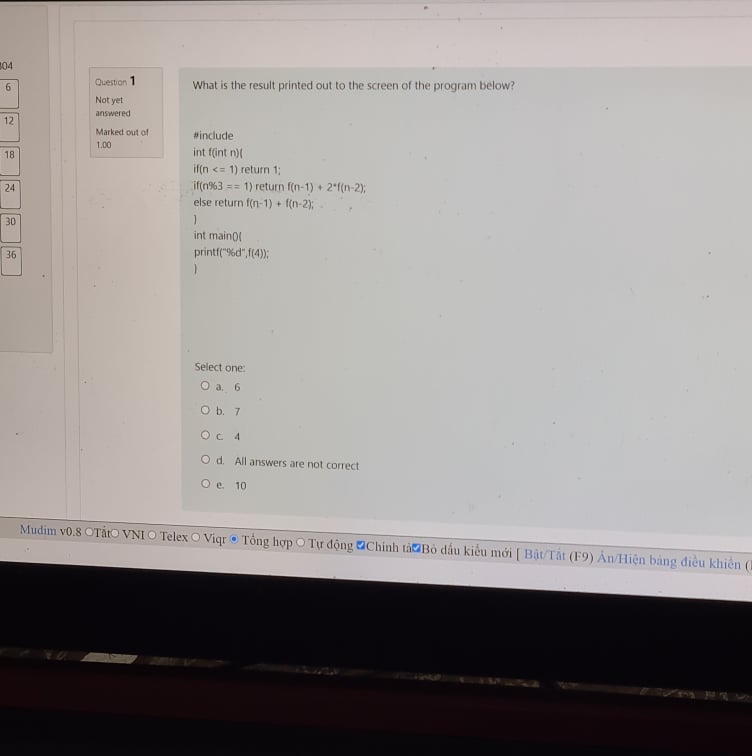 304
6
12
18
24
30
36
Question 1
Not yet
answered
Marked out of
1.00
What is the result printed out to the screen of the program below?
#include
int f(int n){
if(n <= 1) return 1;
if(n%3 == 1) return f(n-1) + 2*f(n-2);
else return f(n-1) + f(n-2);
}
int main(){
printf("%d",f(4));
}
Select one:
a. 6
b. 7
c. 4
d. All answers are not correct
e. 10
Mudim v0.8 Tắt VNI Telex Viqr Tổng hợp Tự động Chính tả Bỏ dấu kiểu mới [ Bật/Tắt (F9) Ẩn/Hiện bảng điều khiển (